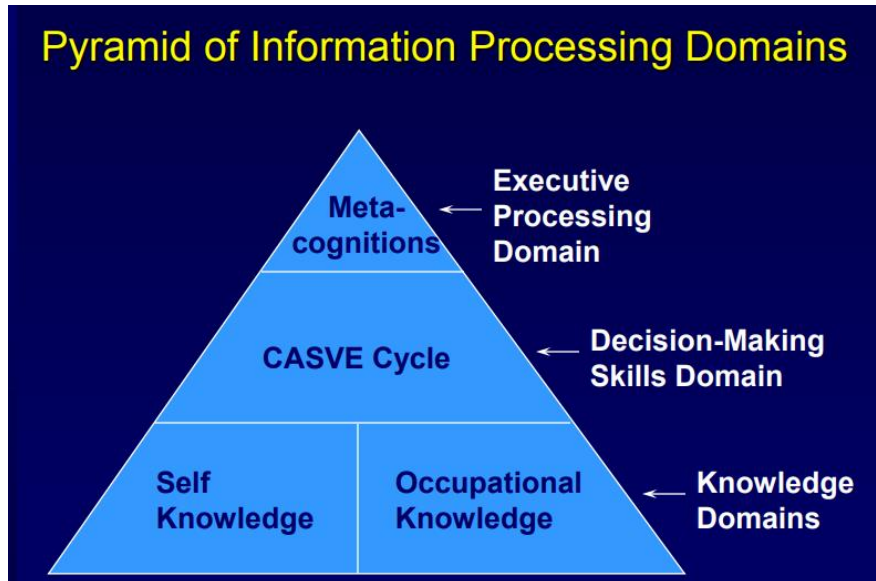 Pyramid of Information Processing Domains
Meta-
cognitions
Executive
Processing
Domain
CASVE Cycle
Decision-Making
Skills Domain
Self
Knowledge
Occupational
Knowledge
Knowledge
Domains